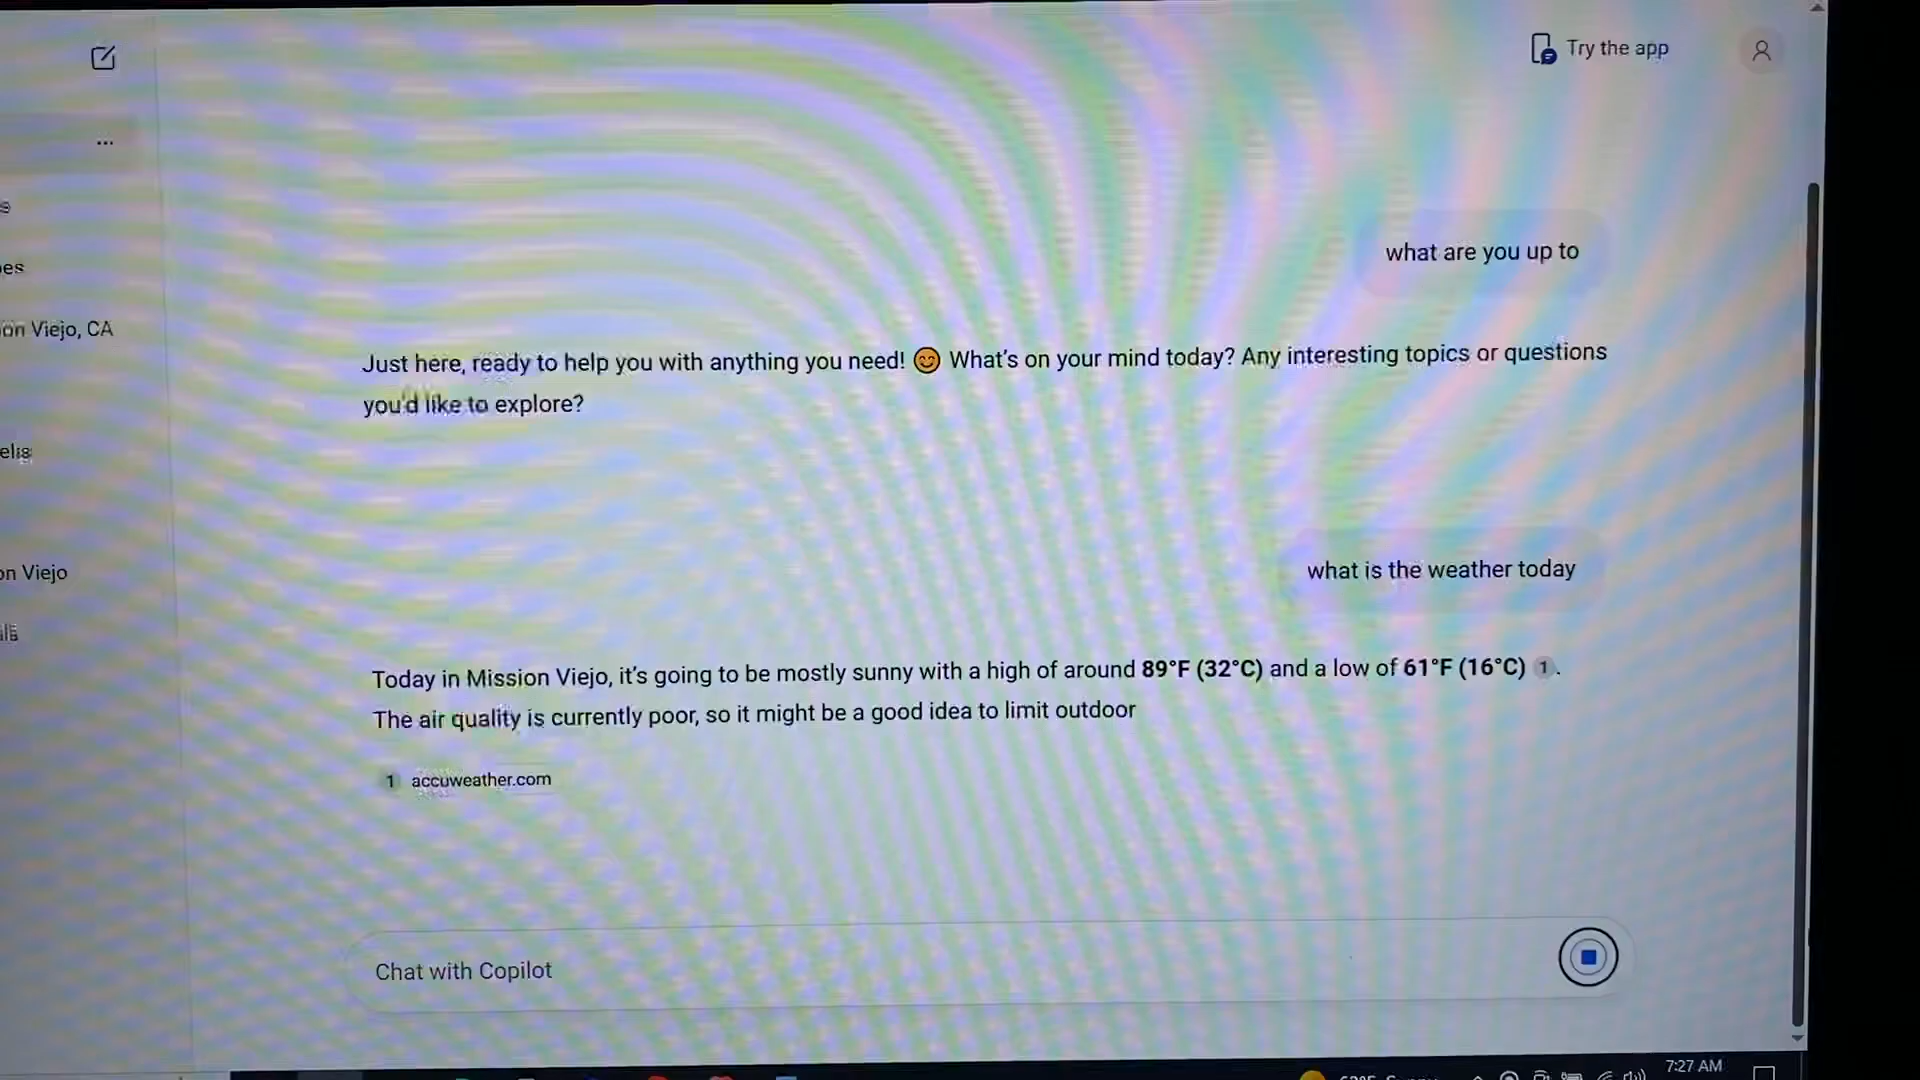 Try the app
...
what are you up to
es
on Viejo, CA
Just here, ready to help you with anything you need! 😊 What's on your mind today? Any interesting topics or questions
you'd like to explore?
what is the weather today
on Viejo
Today in Mission Viejo, it's going to be mostly sunny with a high of around 89°F (32°C) and a low of 61°F (16°C) 1.
The air quality is currently poor, so it might be a good idea to limit outdoor
1 accuweather.com
Chat with Copilot
7:27 AM